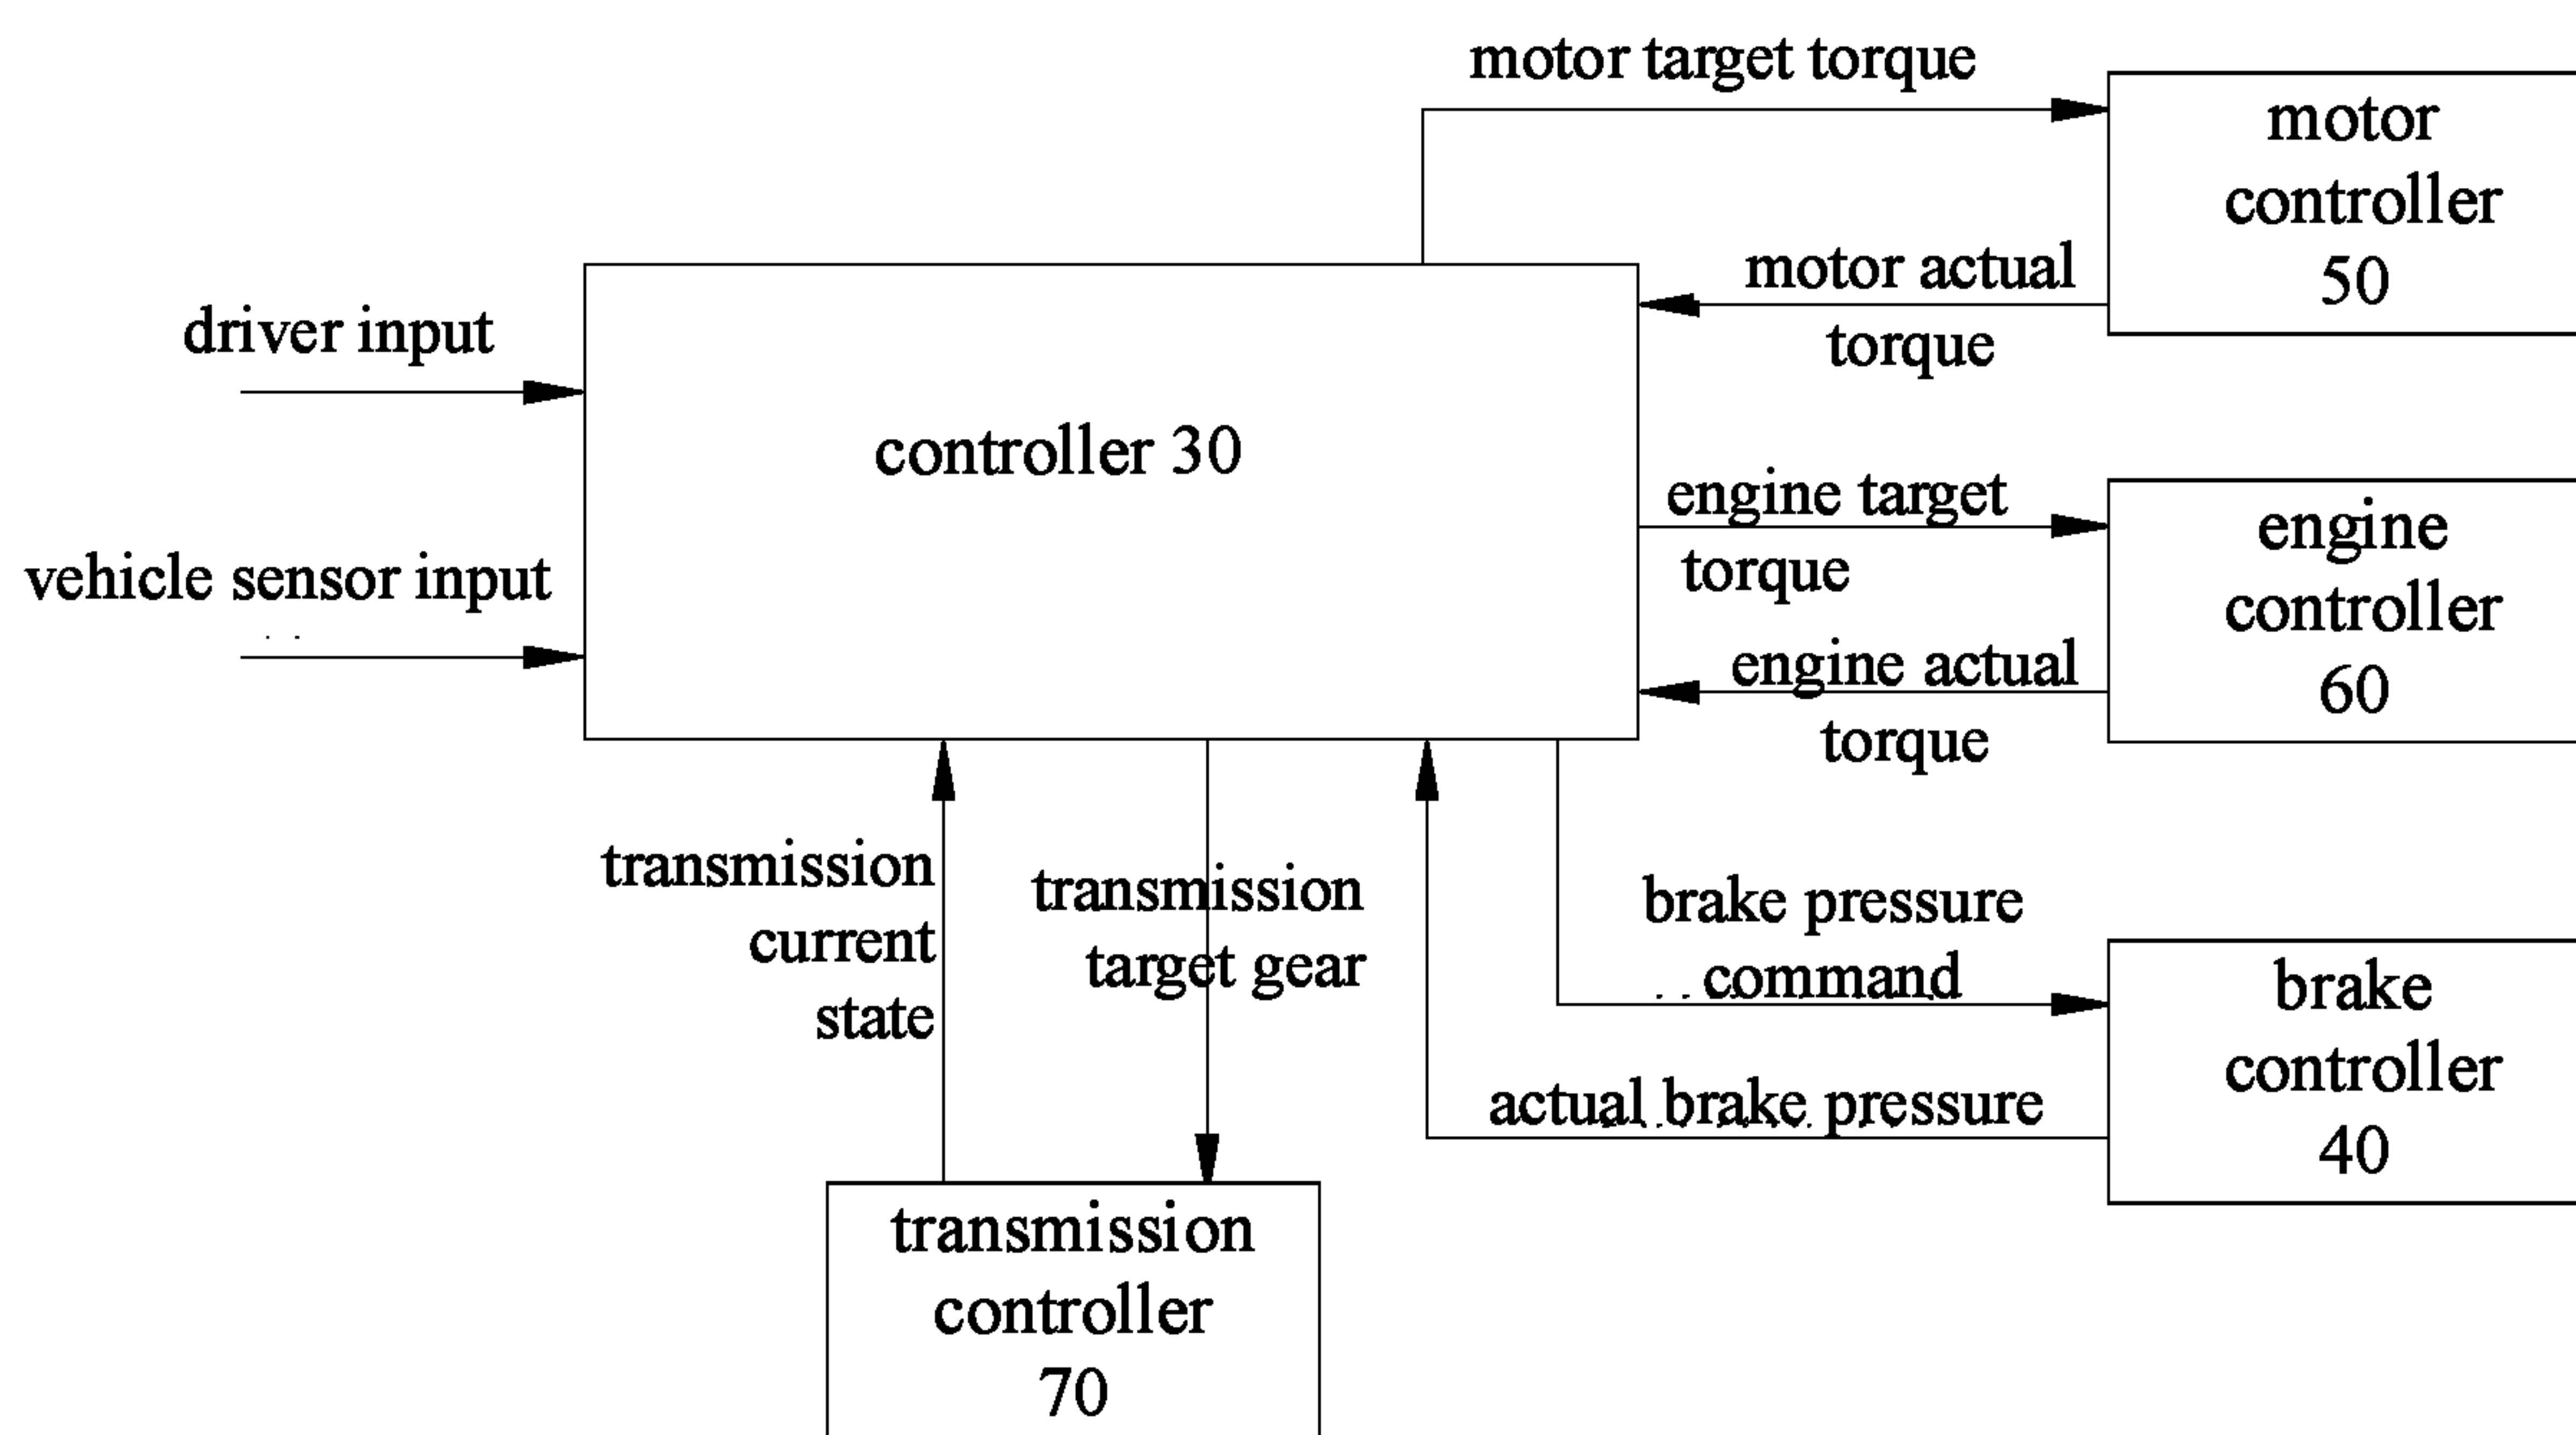 motor target torque
motor
controller
50
motor actual
torque
driver input
controller 30
vehicle sensor input
engine target
torque
engine
controller
60
engine actual
torque
transmission
current
state
transmission
target gear
brake pressure
command
brake
controller
40
actual brake pressure
transmission
controller
70